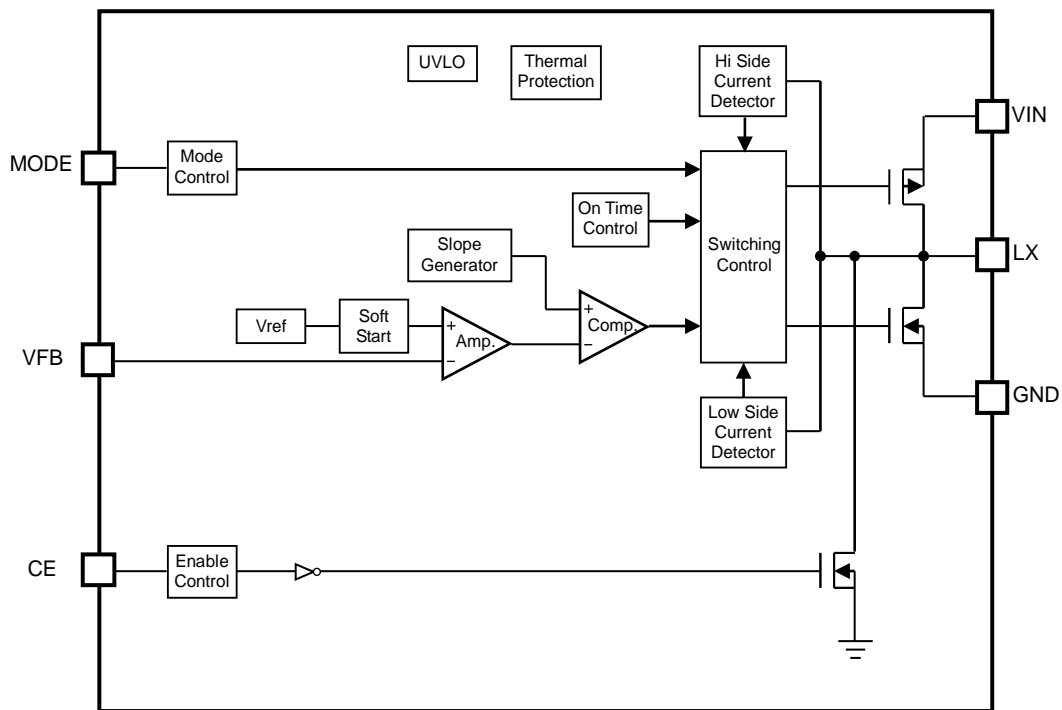 UVLO
Thermal
Protection
Hi Side
Current
Detector
VIN
MODE
Mode
Control
On Time
Control
Slope
Generator
Switching
Control
LX
Vref
Soft
Start
+
Amp.
−
+
Comp.
−
VFB
GND
Low Side
Current
Detector
CE
Enable
Control